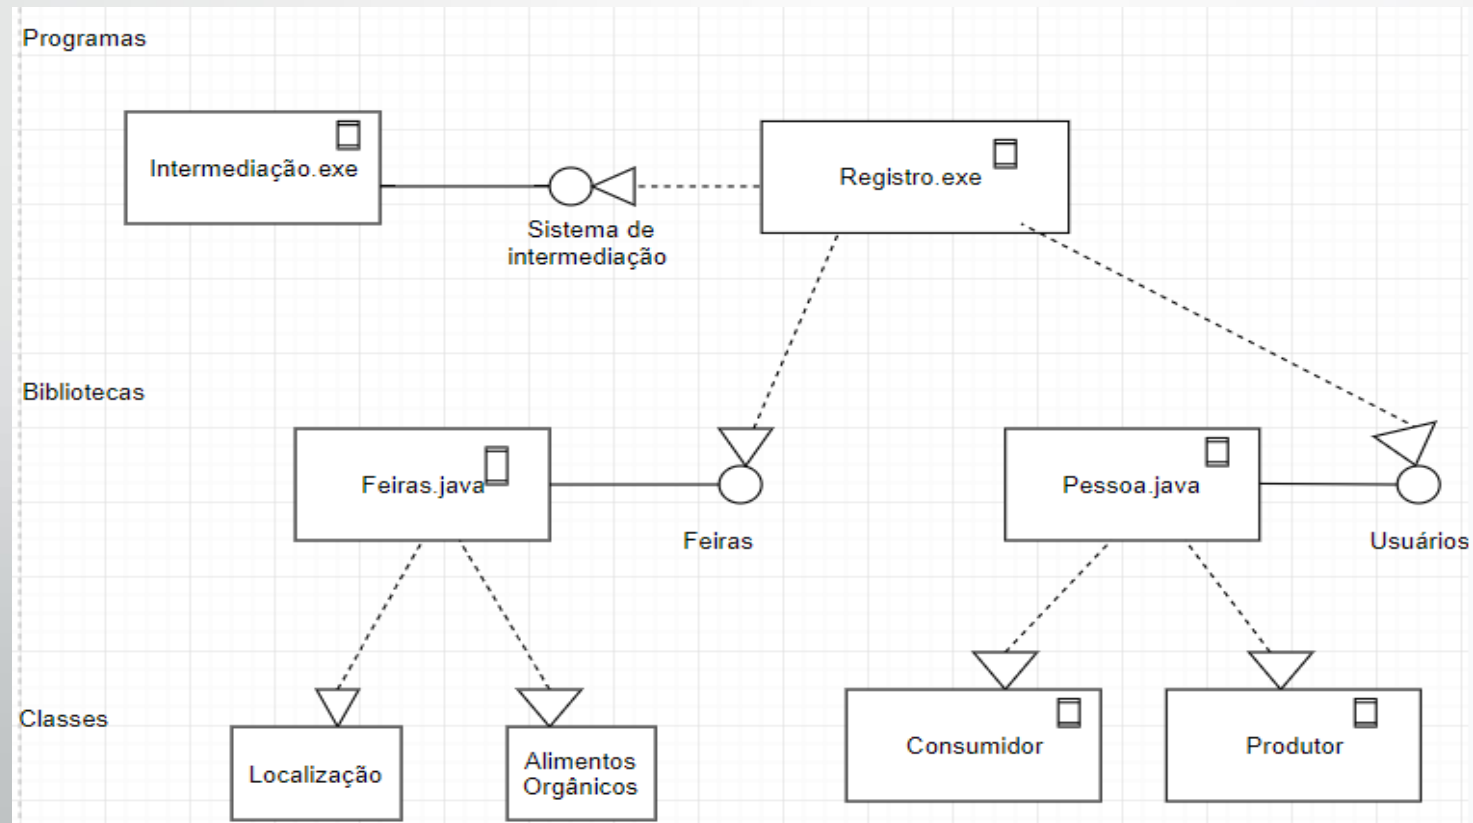 Programas
Intermediação.exe
Registro.exe
Sistema de
intermediação
Bibliotecas
Feiras.java
Feiras
Pessoa.java
Usuários
Classes
Localização
Alimentos
Orgânicos
Consumidor
Produtor